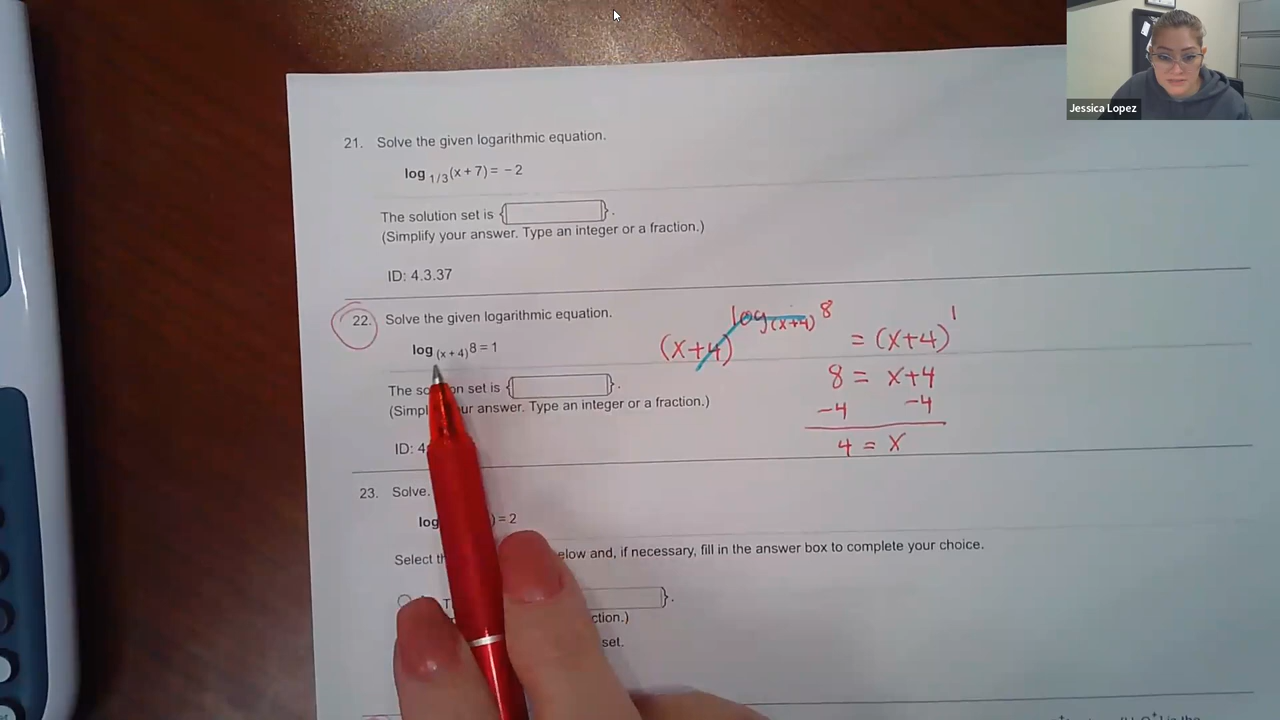 Jessica Lopez
21. Solve the given logarithmic equation.
log 1/3(x + 7) = - 2
The solution set is { }.
(Simplify your answer. Type an integer or a fraction.)
ID: 4.3.37
22. Solve the given logarithmic equation.
log (x + 4) 8 = 1
The solution set is { }.
(Simpl ur answer. Type an integer or a fraction.)
ID: 4
(x+4) log(x+4) 8 = (x+4) 1
8 = x+4
-4 -4
4 = x
23. Solve.
log ) = 2
Select th elow and, if necessary, fill in the answer box to complete your choice.
}.
ction.)
set.